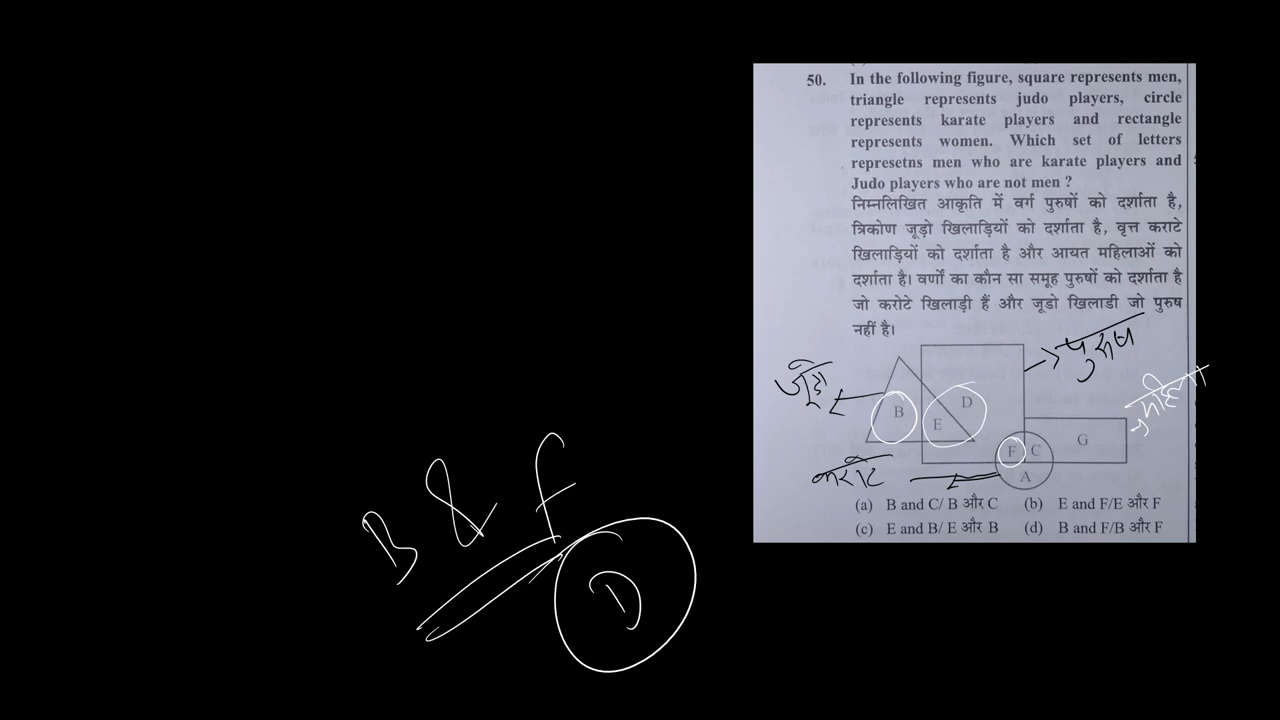 50. In the following figure, square represents men,
triangle represents judo players, circle
represents karate players and rectangle
represents women. Which set of letters
represetns men who are karate players and
Judo players who are not men ?
निम्नलिखित आकृति में वर्ग पुरुषों को दर्शाता है,
त्रिकोण जूड़ो खिलाड़ियों को दर्शाता है, वृत्त कराटे
खिलाड़ियों को दर्शाता है और आयत महिलाओं को
दर्शाता है। वर्णों का कौन सा समूह पुरुषों को दर्शाता है
जो करोटे खिलाड़ी हैं और जूडो खिलाडी जो पुरुष
नहीं है।
पुरुष
जूडो
महिला
B
D
E
G
F C
A
कराटे
(a) B and C/ B और C (b) E and F/E और F
(c) E and B/ E और B (d) B and F/B और F
B & F
D